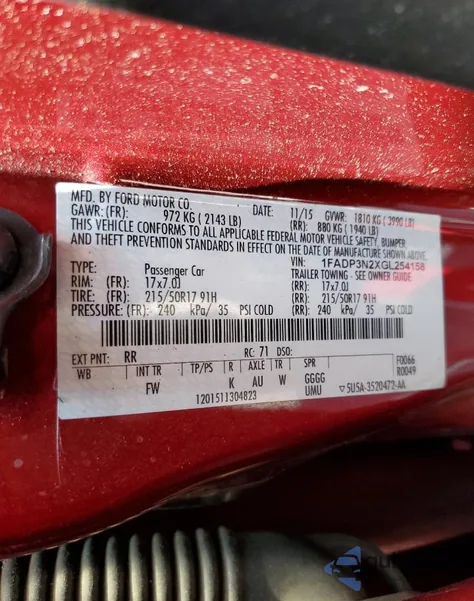 MFD. BY FORD MOTOR CO.
DATE: 11/15 GVWR: 1810 KG ( 3990 LB)
GAWR: (FR): 972 KG ( 2143 LB) (RR): 880 KG ( 1940 LB)
THIS VEHICLE CONFORMS TO ALL APPLICABLE FEDERAL MOTOR VEHICLE SAFETY, BUMPER
AND THEFT PREVENTION STANDARDS IN EFFECT ON THE DATE OF MANUFACTURE SHOWN ABOVE.
VIN: 1FADP3N2XGL254158
TYPE: Passenger Car TRAILER TOWING - SEE OWNER GUIDE
RIM: (FR): 17x7.0J (RR): 17x7.0J
TIRE: (FR): 215/50R17 91H (RR): 215/50R17 91H
PRESSURE: (FR): 240 kPa/ 35 PSI COLD (RR): 240 kPa/ 35 PSI COLD
EXT PNT: RR RC: 71 DSO:
WB INT TR TP/PS R AXLE TR SPR F0066
R0049
FW K AU W GGGG
UMU
1201511304823 5U5A-3520472-AA